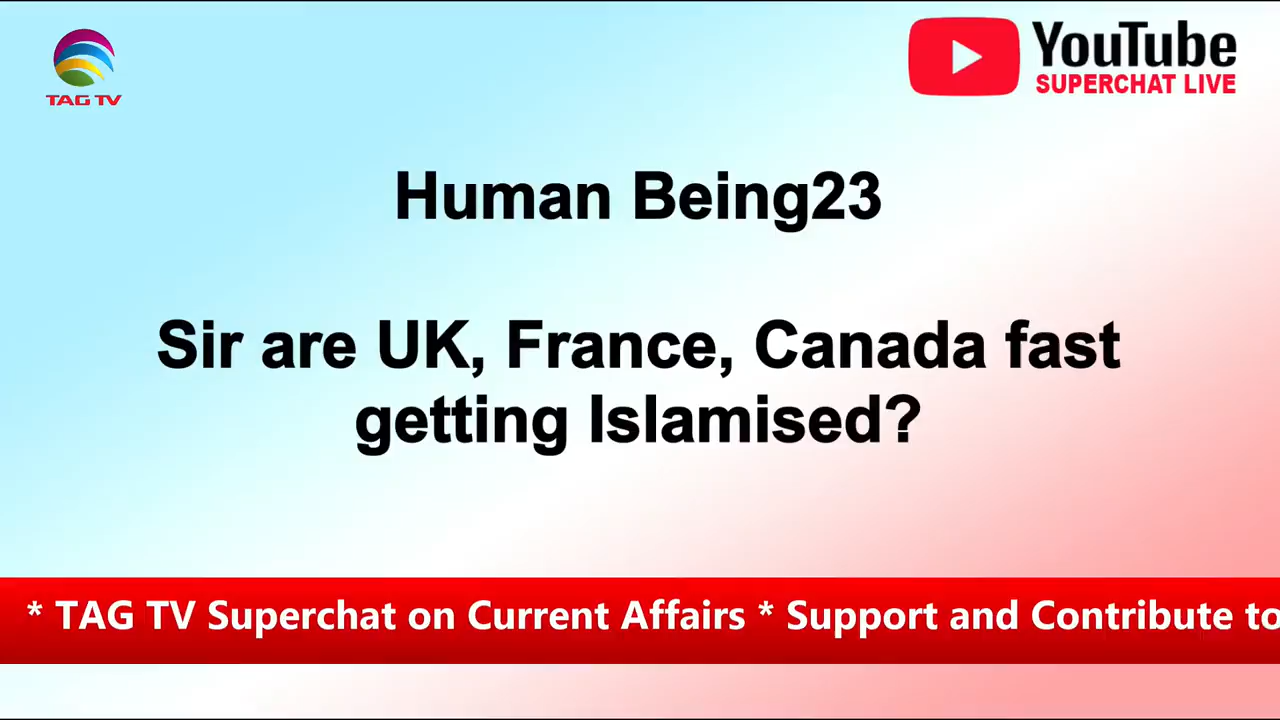 TAG TV
YouTube
SUPERCHAT LIVE
Human Being23
Sir are UK, France, Canada fast
getting Islamised?
* TAG TV Superchat on Current Affairs * Support and Contribute to